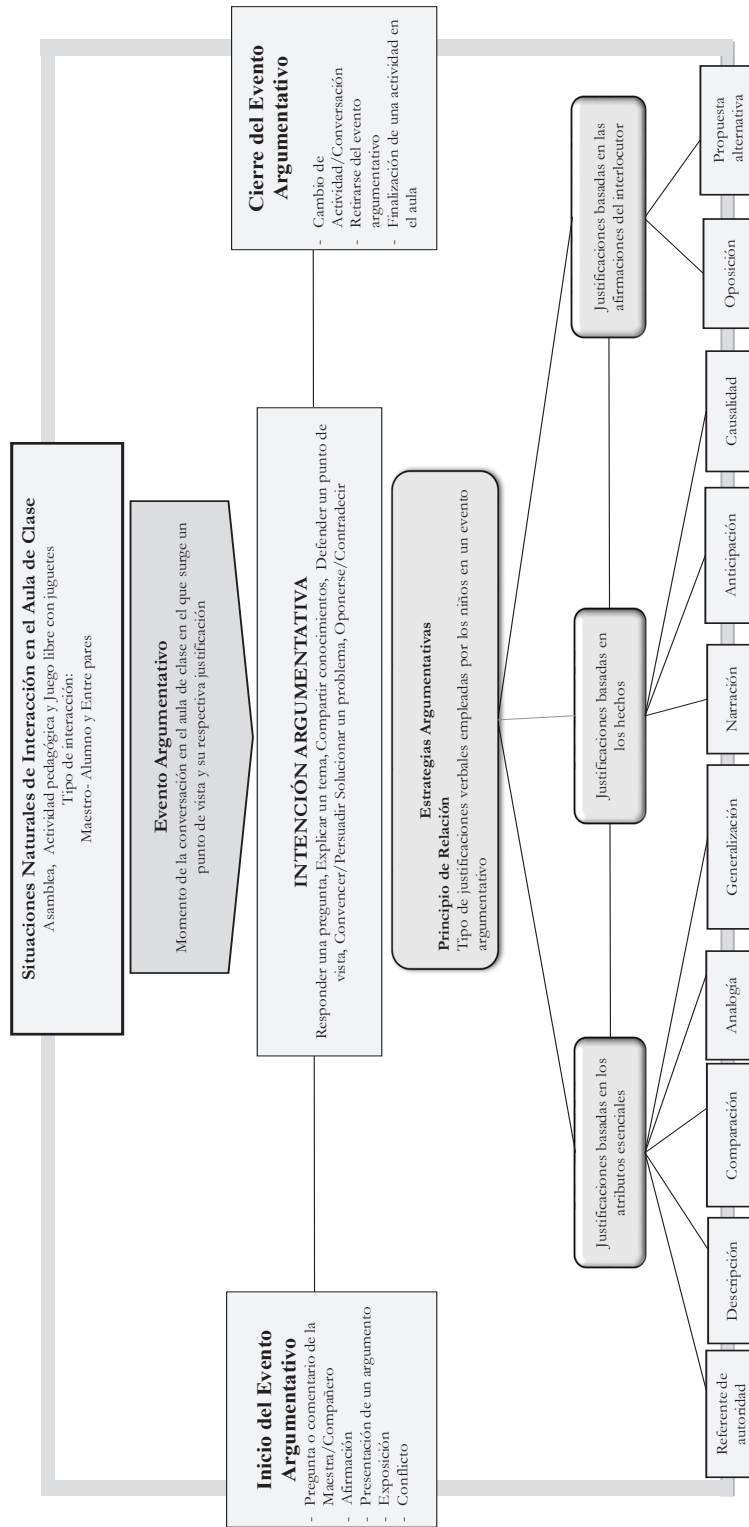 Situaciones Naturales de Interacción en el Aula de Clase
Asamblea, Actividad pedagógica y Juego libre con juguetes
Tipo de interacción:
Maestro- Alumno y Entre pares
Evento Argumentativo
Momento de la conversación en el aula de clase en el que surge un
punto de vista y su respectiva justificación
Inicio del Evento
Argumentativo
- Pregunta o comentario de la
Maestra/Compañero
- Afirmación
- Presentación de un argumento
- Exposición
- Conflicto
INTENCIÓN ARGUMENTATIVA
Responder una pregunta, Explicar un tema, Compartir conocimientos, Defender un punto de
vista, Convencer/Persuadir Solucionar un problema, Oponerse/Contradecir
Cierre del Evento
Argumentativo
- Cambio de
Actividad/Conversación
- Retirarse del evento
argumentativo
- Finalización de una actividad en
el aula
Estrategias Argumentativas
Principio de Relación
Tipo de justificaciones verbales empleadas por los niños en un evento
argumentativo
Justificaciones basadas en los
atributos esenciales
Justificaciones basadas en
los hechos
Justificaciones basadas en las
afirmaciones del interlocutor
Referente de
autoridad
Descripción
Comparación
Analogía
Generalización
Narración
Anticipación
Causalidad
Oposición
Propuesta
alternativa